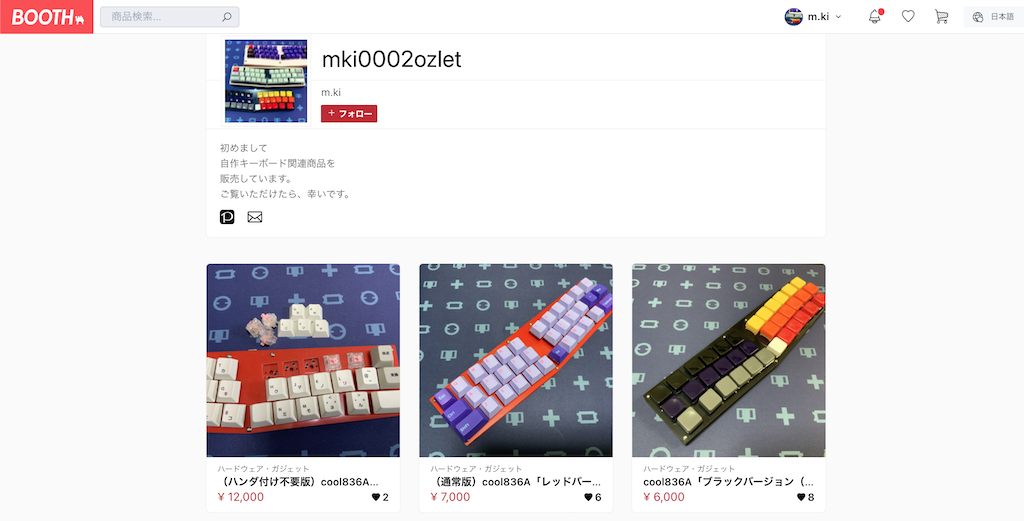 BOOTH
商品検索...
m.ki
日本語
mki0002ozlet
m.ki
+ フォロー
初めまして
自作キーボード関連商品を
販売しています。
ご覧いただけたら、幸いです。
ハードウェア・ガジェット
（ハンダ付け不要版）cool836A...
¥ 12,000
2
ハードウェア・ガジェット
（通常版）cool836A「レッドバー...
¥ 7,000
6
ハードウェア・ガジェット
cool836A「ブラックバージョン（...
¥ 6,000
8